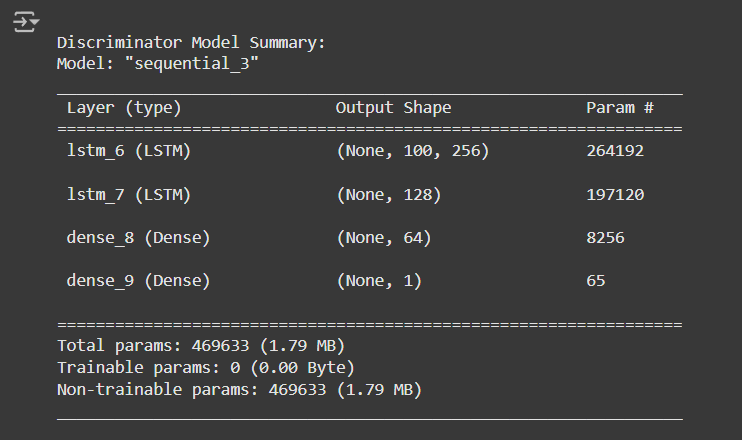 Discriminator Model Summary:
Model: "sequential_3"
_________________________________________________________________
Layer (type) Output Shape Param #
=================================================================
lstm_6 (LSTM) (None, 100, 256) 264192
lstm_7 (LSTM) (None, 128) 197120
dense_8 (Dense) (None, 64) 8256
dense_9 (Dense) (None, 1) 65
=================================================================
Total params: 469633 (1.79 MB)
Trainable params: 0 (0.00 Byte)
Non-trainable params: 469633 (1.79 MB)
_________________________________________________________________